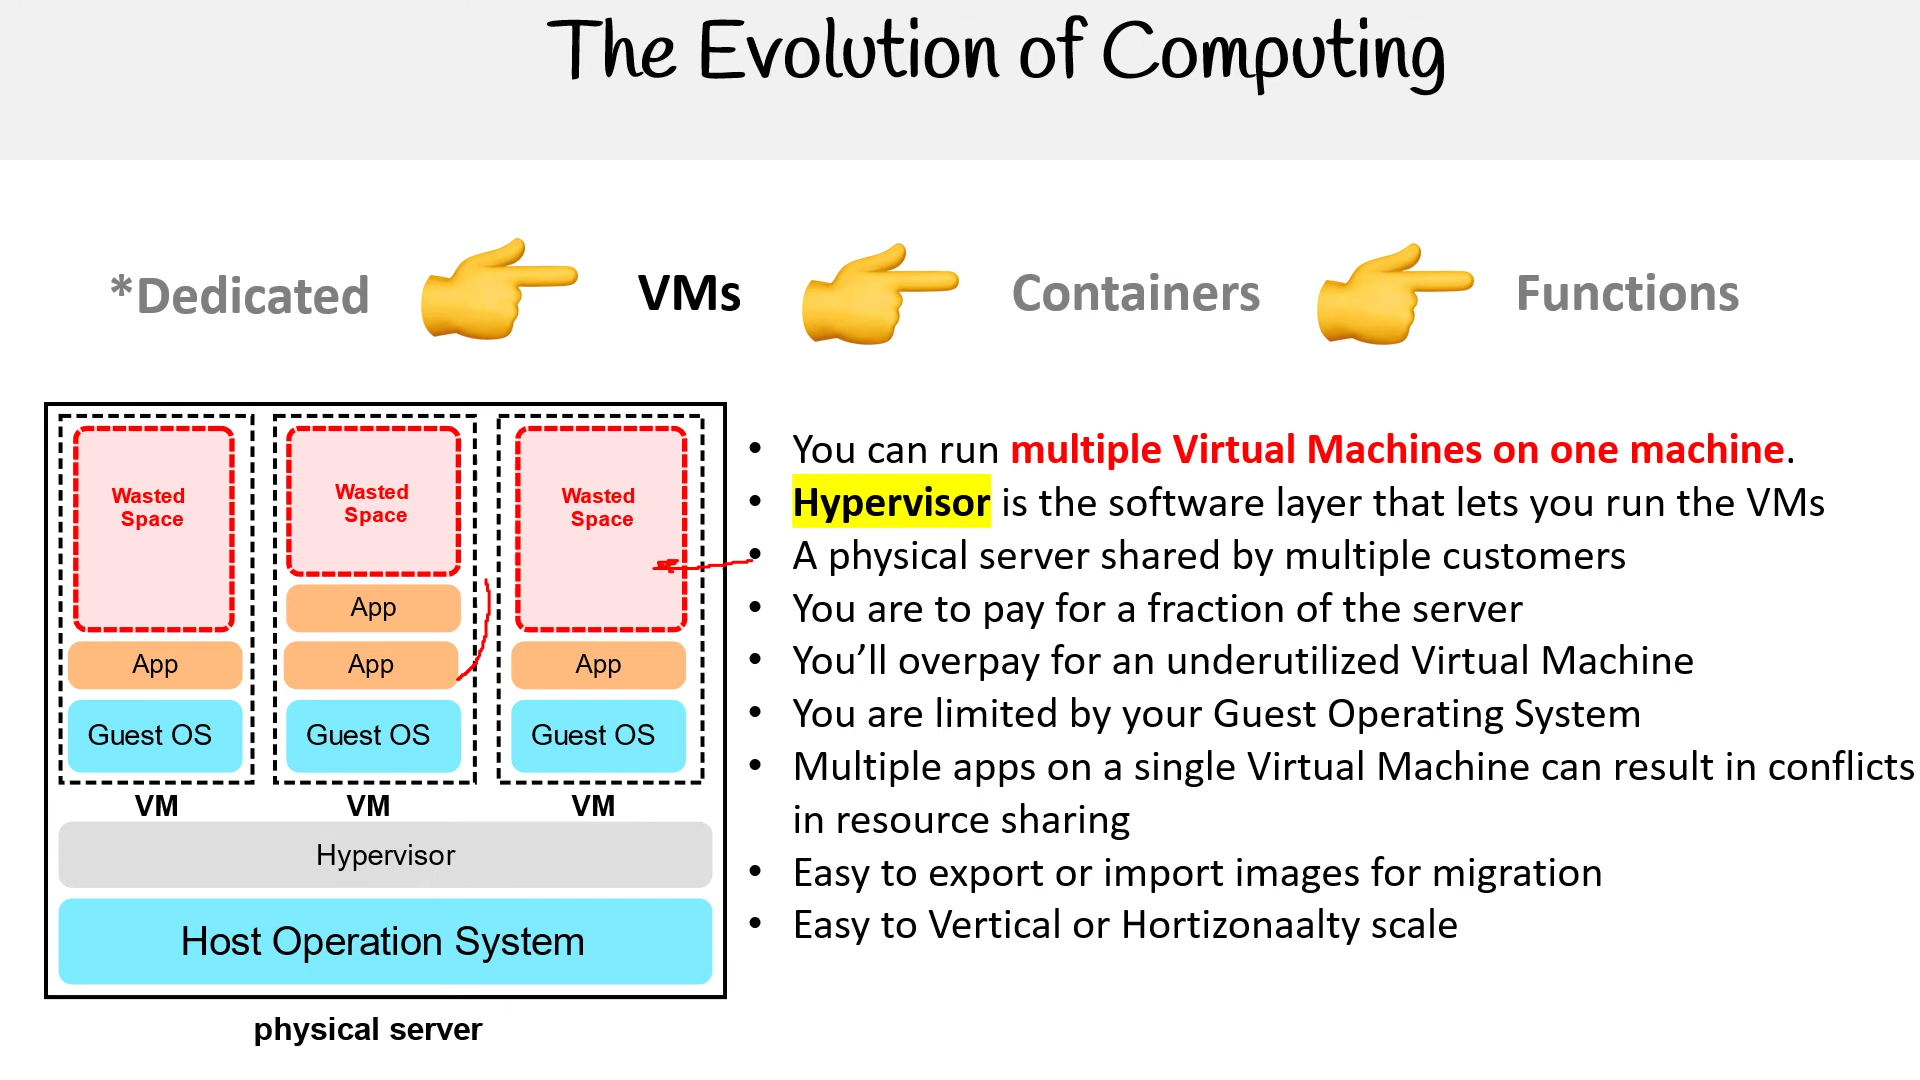 The Evolution of Computing
*Dedicated
VMs
Containers
Functions
Wasted
Space
App
Guest OS
VM
Wasted
Space
App
App
Guest OS
VM
Wasted
Space
App
Guest OS
VM
Hypervisor
Host Operation System
physical server
• You can run multiple Virtual Machines on one machine.
• Hypervisor is the software layer that lets you run the VMs
• A physical server shared by multiple customers
• You are to pay for a fraction of the server
• You’ll overpay for an underutilized Virtual Machine
• You are limited by your Guest Operating System
• Multiple apps on a single Virtual Machine can result in conflicts
in resource sharing
• Easy to export or import images for migration
• Easy to Vertical or Hortizonaalty scale